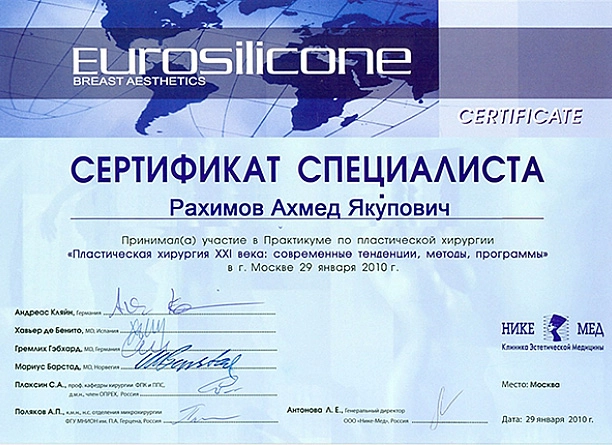 EUROSILICONE
BREAST AESTHETICS
CERTIFICATE
СЕРТИФИКАТ СПЕЦИАЛИСТА
Рахимов Ахмед Якупович
Принимал(а) участие в Практикуме по пластической хирургии
«Пластическая хирургия XXI века: современные тенденции, методы, программы»
в г. Москве 29 января 2010 г.
Андреас Кляйн, Германия
Хавьер де Бенито, MD, Испания
Гремлих Гэбхард, MD, Германия
Мариус Борстад, MD, Норвегия
Плаксин С.А., проф. кафедры хирургии ФПК и ППС,
д.м.н., член ОПРЕХ, Россия
Поляков А.П., к.м.н., н.с. отделения микрохирургии
ФГУ МНИОН им. П.А. Герцена, Россия
Антонова Л. Е., Генеральный директор
ООО «Нике-Мед», Россия
НИКЕ МЕД
Клиника Эстетической Медицины
Место: Москва
Дата: 29 января 2010 г.